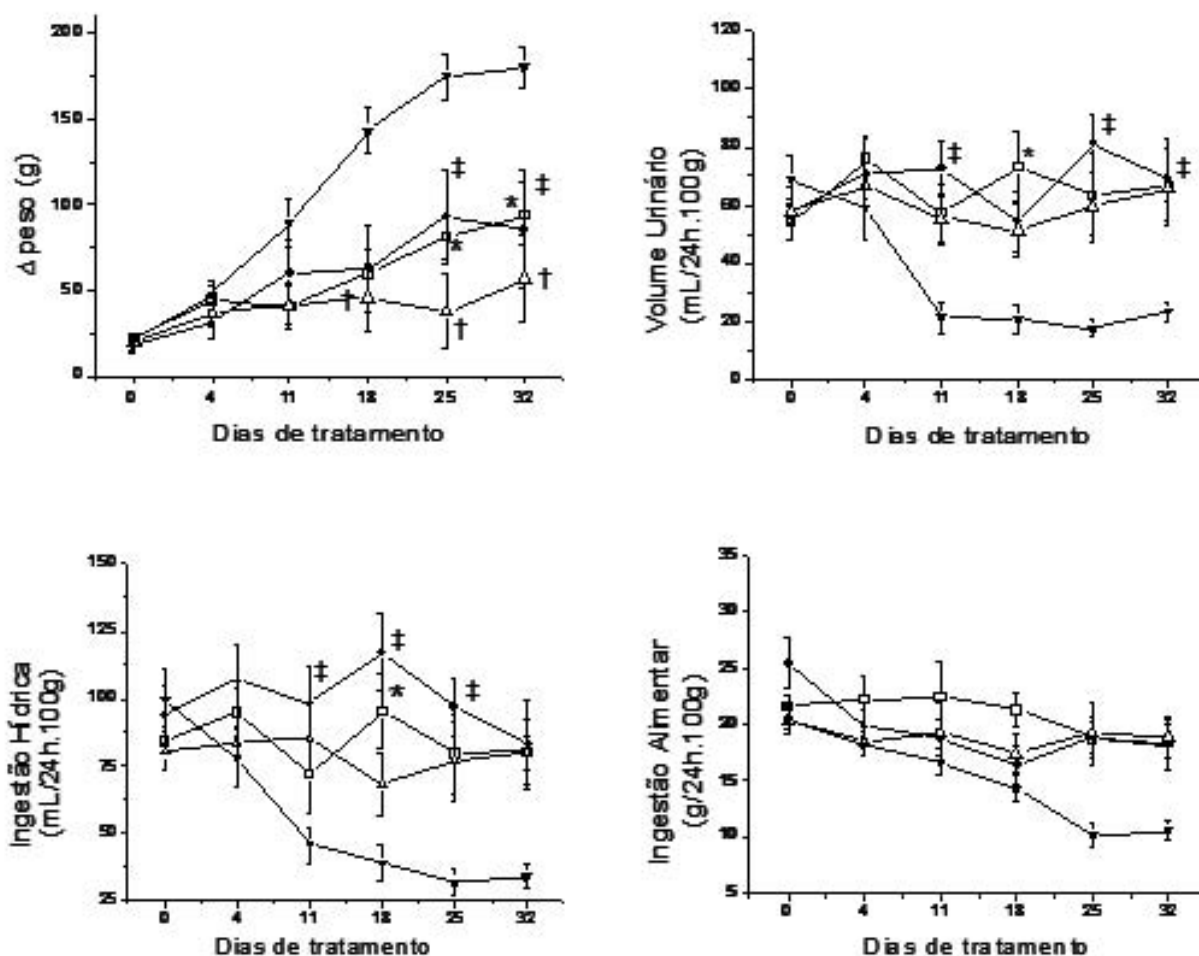 200
150
100
50
0
Δ peso (g)
‡
*
*
‡
†
†
†
0 4 11 18 25 32
Dias de tratamento
120
100
80
60
40
20
0
Volume Urinário
(mL/24h.100g)
‡
*
‡
‡
0 4 11 18 25 32
Dias de tratamento
150
125
100
75
50
25
Ingestão Hídrica
(mL/24h.100g)
‡
‡
*
‡
0 4 11 18 25 32
Dias de tratamento
35
30
25
20
15
10
5
Ingestão Alimentar
(g/24h.100g)
0 4 11 18 25 32
Dias de tratamento